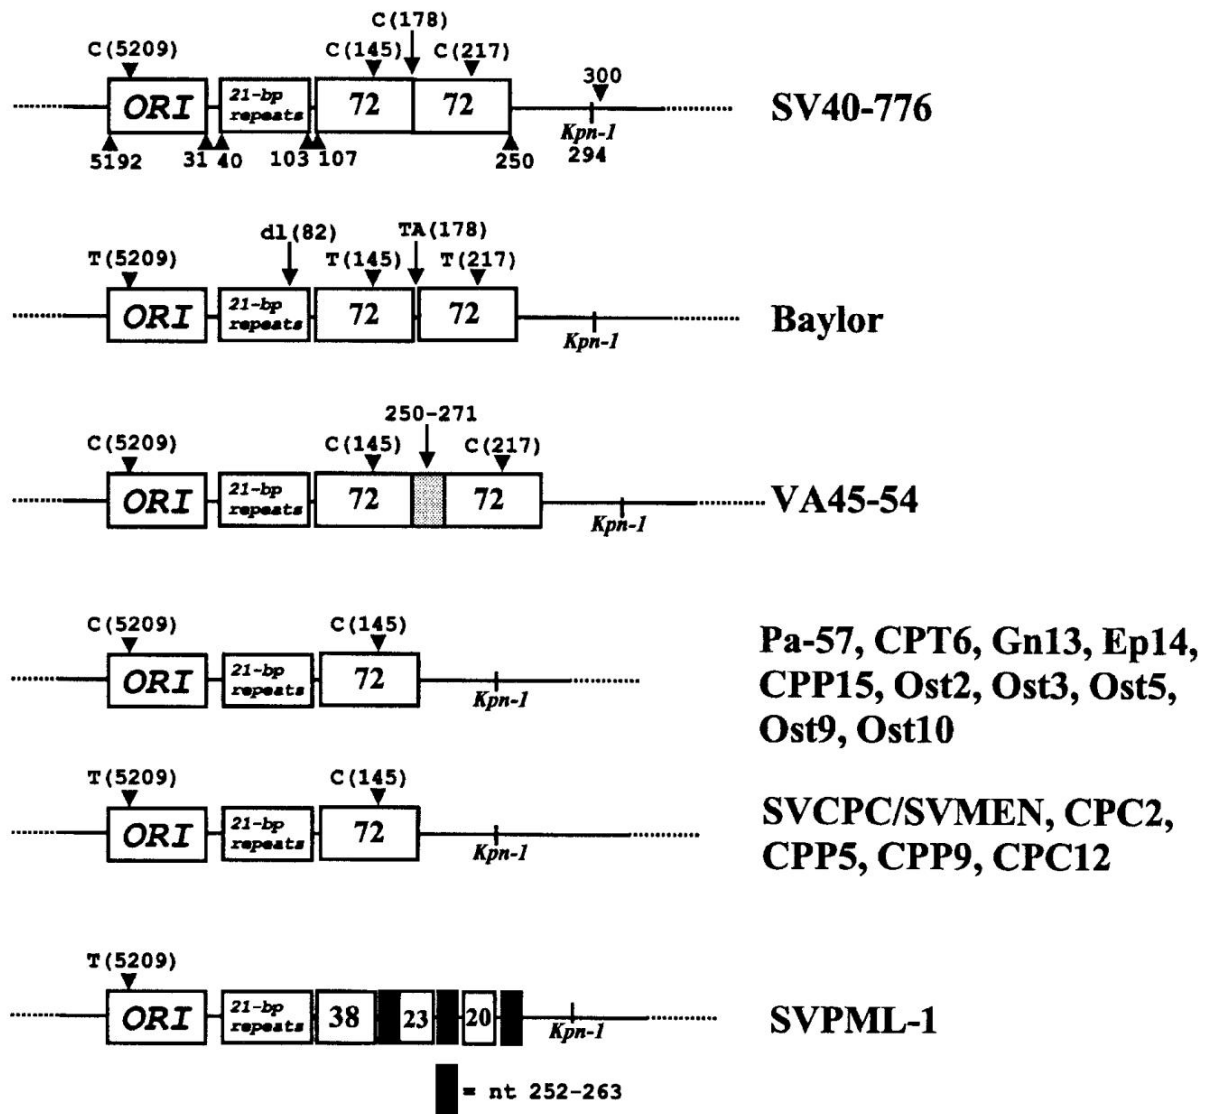 C(178)
C(5209) C(145) C(217)
300
ORI 21-bp repeats 72 72
SV40-776
Kpn-1
5192 31 40 103 107 250 294
dl(82) TA(178)
T(5209) T(145) T(217)
ORI 21-bp repeats 72 72
Baylor
Kpn-1
250-271
C(5209) C(145) C(217)
ORI 21-bp repeats 72 72
VA45-54
Kpn-1
C(5209) C(145)
ORI 21-bp repeats 72
Kpn-1
Pa-57, CPT6, Gn13, Ep14,
CPP15, Ost2, Ost3, Ost5,
Ost9, Ost10
T(5209) C(145)
ORI 21-bp repeats 72
Kpn-1
SVCPC/SVMEN, CPC2,
CPP5, CPP9, CPC12
T(5209)
ORI 21-bp repeats 38 23 20
SVPML-1
Kpn-1
= nt 252-263